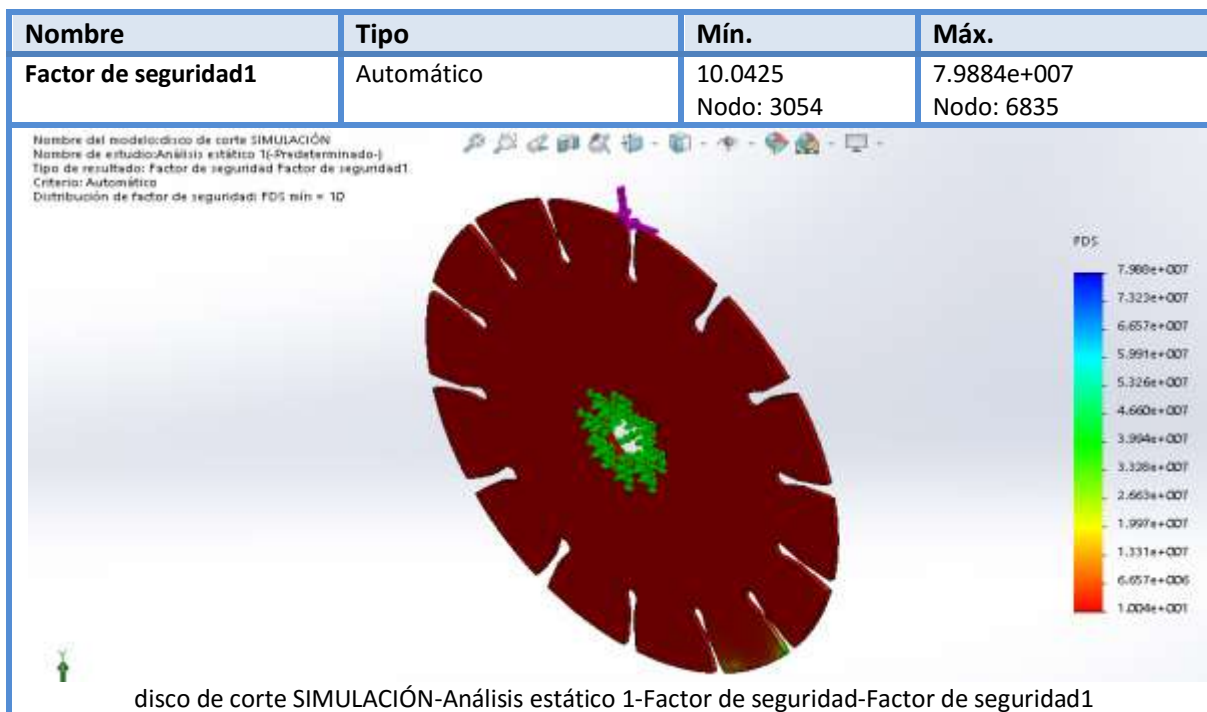 Nombre Tipo Mín. Máx.
Factor de seguridad1 Automático 10.0425 7.9884e+007
Nodo: 3054 Nodo: 6835
Nombre del modelo:disco de corte SIMULACIÓN
Nombre de estudio:Análisis estático 1(-Predeterminado-)
Tipo de resultado: Factor de seguridad Factor de seguridad1
Criterio: Automático
Distribución de factor de seguridad: FDS mín = 10
FDS
7.988e+007
7.323e+007
6.657e+007
5.991e+007
5.326e+007
4.660e+007
3.994e+007
3.328e+007
2.663e+007
1.997e+007
1.331e+007
6.657e+006
1.004e+001
Y
disco de corte SIMULACIÓN-Análisis estático 1-Factor de seguridad-Factor de seguridad1